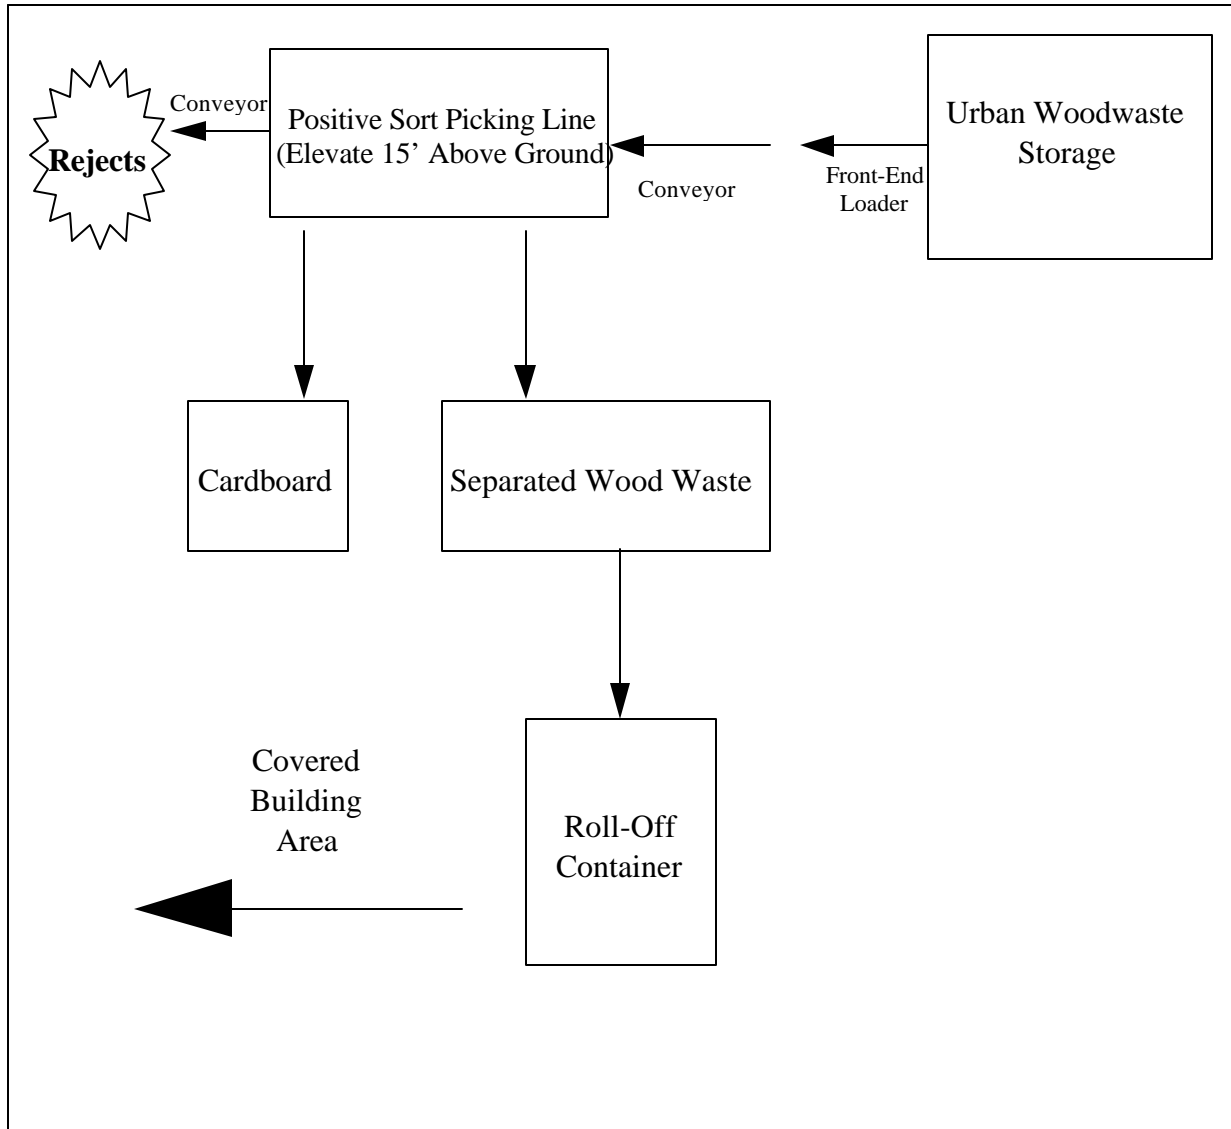 Conveyor
Rejects
Positive Sort Picking Line
(Elevate 15’ Above Ground)
Conveyor
Front-End
Loader
Urban Woodwaste
Storage
Cardboard
Separated Wood Waste
Covered
Building
Area
Roll-Off
Container